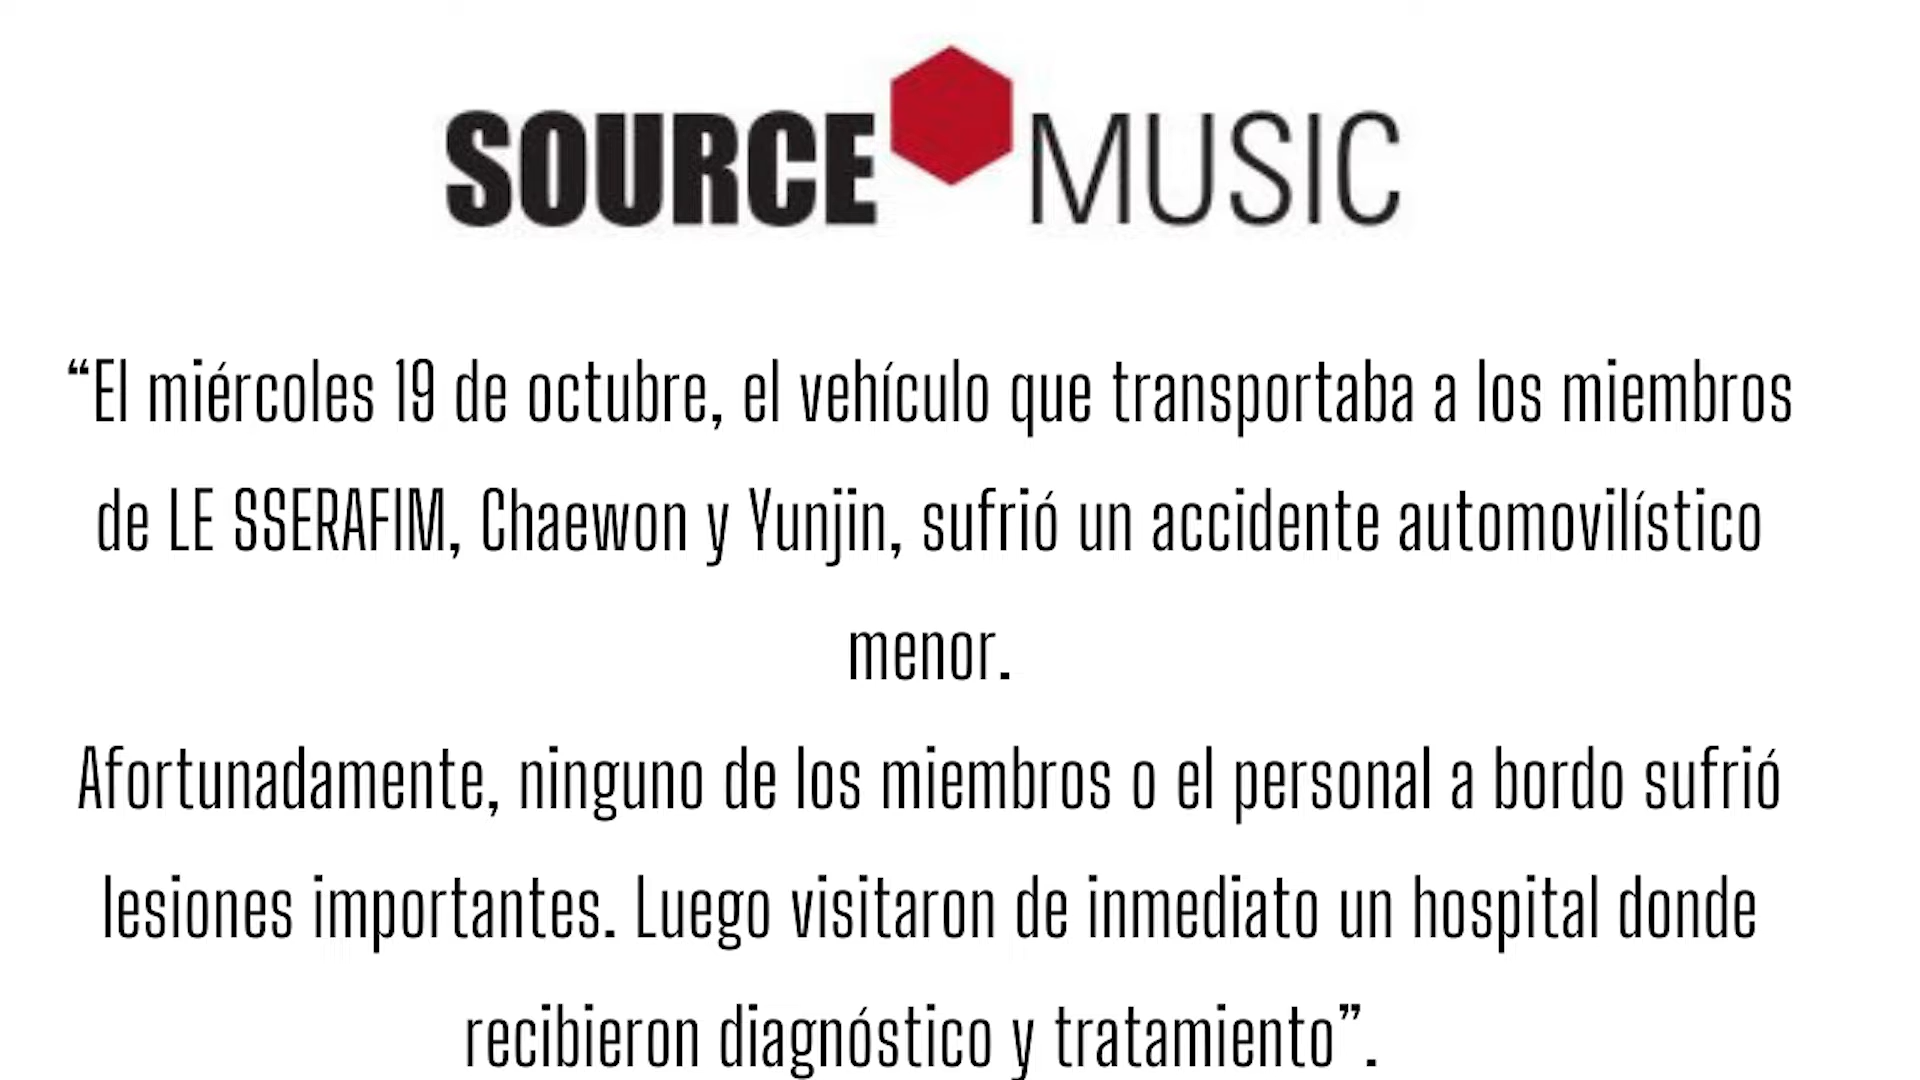 SOURCE MUSIC
“El miércoles 19 de octubre, el vehículo que transportaba a los miembros
de LE SSERAFIM, Chaewon y Yunjin, sufrió un accidente automovilístico
menor.
Afortunadamente, ninguno de los miembros o el personal a bordo sufrió
lesiones importantes. Luego visitaron de inmediato un hospital donde
recibieron diagnóstico y tratamiento”.